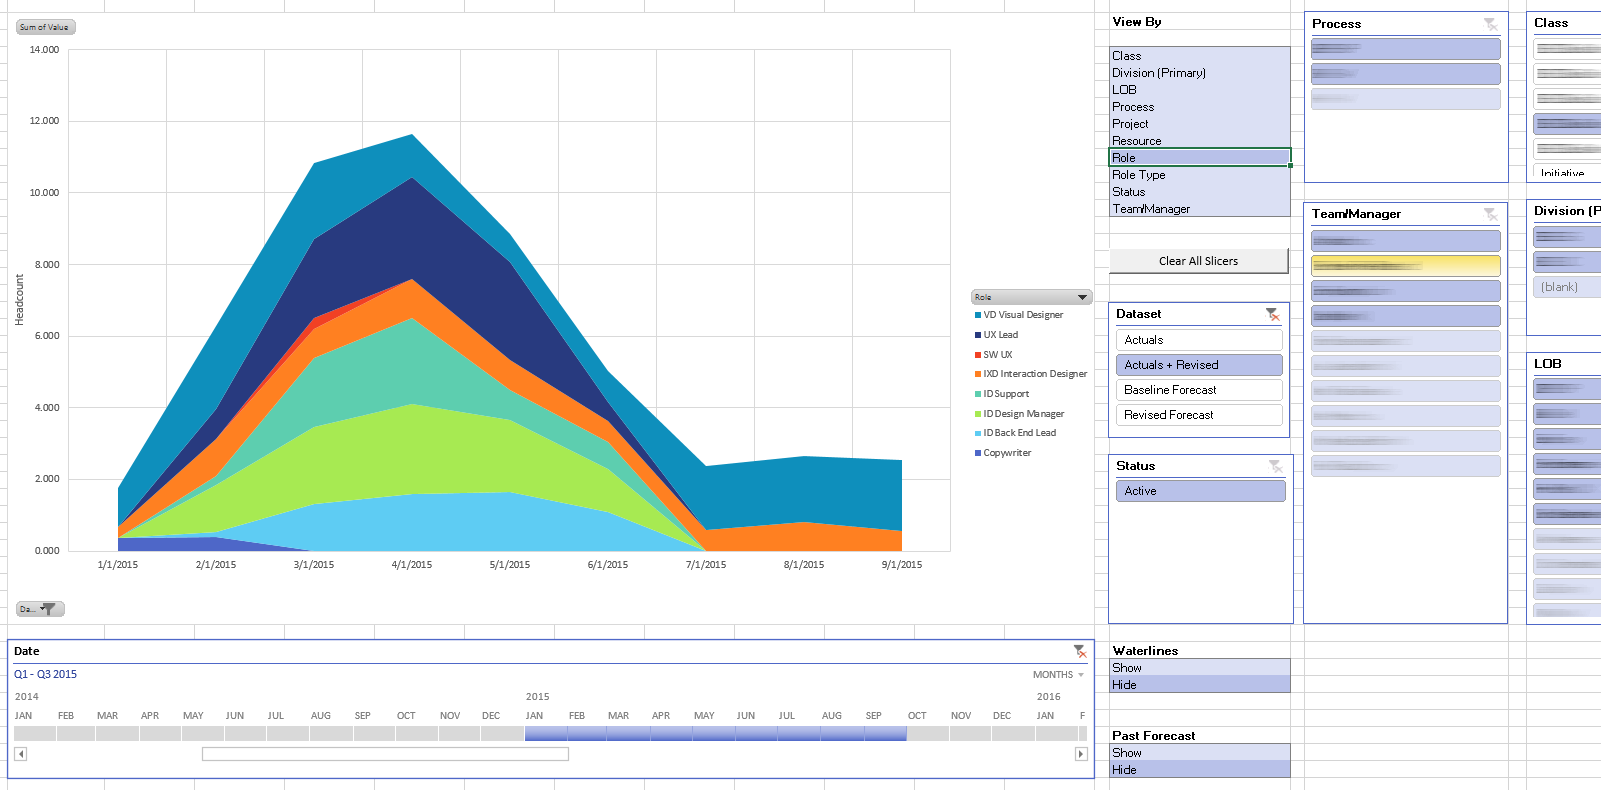 Sum of Value
14.000
12.000
10.000
8.000
6.000
4.000
2.000
0.000
Headcount
1/1/2015 2/1/2015 3/1/2015 4/1/2015 5/1/2015 6/1/2015 7/1/2015 8/1/2015 9/1/2015
Da...
Role
VD Visual Designer
UX Lead
SW UX
IXD Interaction Designer
ID Support
ID Design Manager
ID Back End Lead
Copywriter
View By
Class
Division (Primary)
LOB
Process
Project
Resource
Role
Role Type
Status
Team/Manager
Clear All Slicers
Dataset
Actuals
Actuals + Revised
Baseline Forecast
Revised Forecast
Status
Active
Process
Team/Manager
Class
Initiative
Division (P
(blank)
LOB
Date
Q1 - Q3 2015
MONTHS
2014 2015 2016
JAN FEB MAR APR MAY JUN JUL AUG SEP OCT NOV DEC JAN FEB MAR APR MAY JUN JUL AUG SEP OCT NOV DEC JAN F
Waterlines
Show
Hide
Past Forecast
Show
Hide